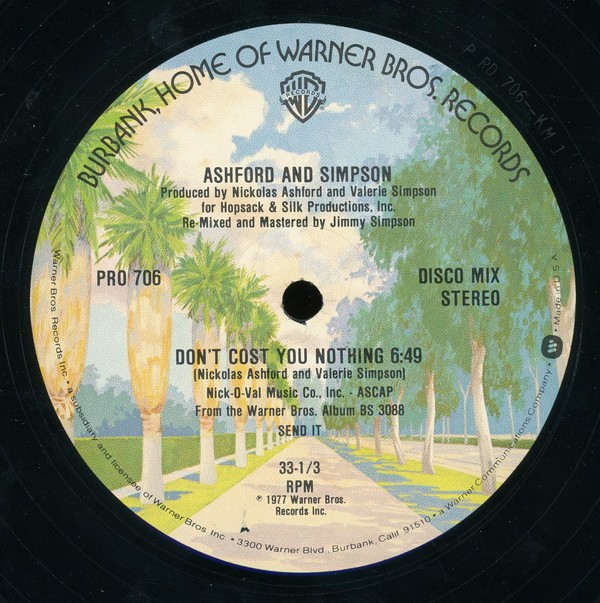 BURBANK, HOME OF WARNER BROS. RECORDS
WB
RECORDS
ASHFORD AND SIMPSON
Produced by Nickolas Ashford and Valerie Simpson
for Hopsack & Silk Productions, Inc.
Re-Mixed and Mastered by Jimmy Simpson
PRO 706
DISCO MIX
STEREO
DON'T COST YOU NOTHING 6:49
(Nickolas Ashford and Valerie Simpson)
Nick-O-Val Music Co., Inc. - ASCAP
From the Warner Bros. Album BS 3088
SEND IT
33-1/3
RPM
℗ 1977 Warner Bros.
Records Inc.
Warner Bros. Records Inc. • a subsidiary and licensee of Warner Bros. Inc. • 3300 Warner Blvd., Burbank, Calif. 91510 • a Warner Communications Company • Made in U.S.A.